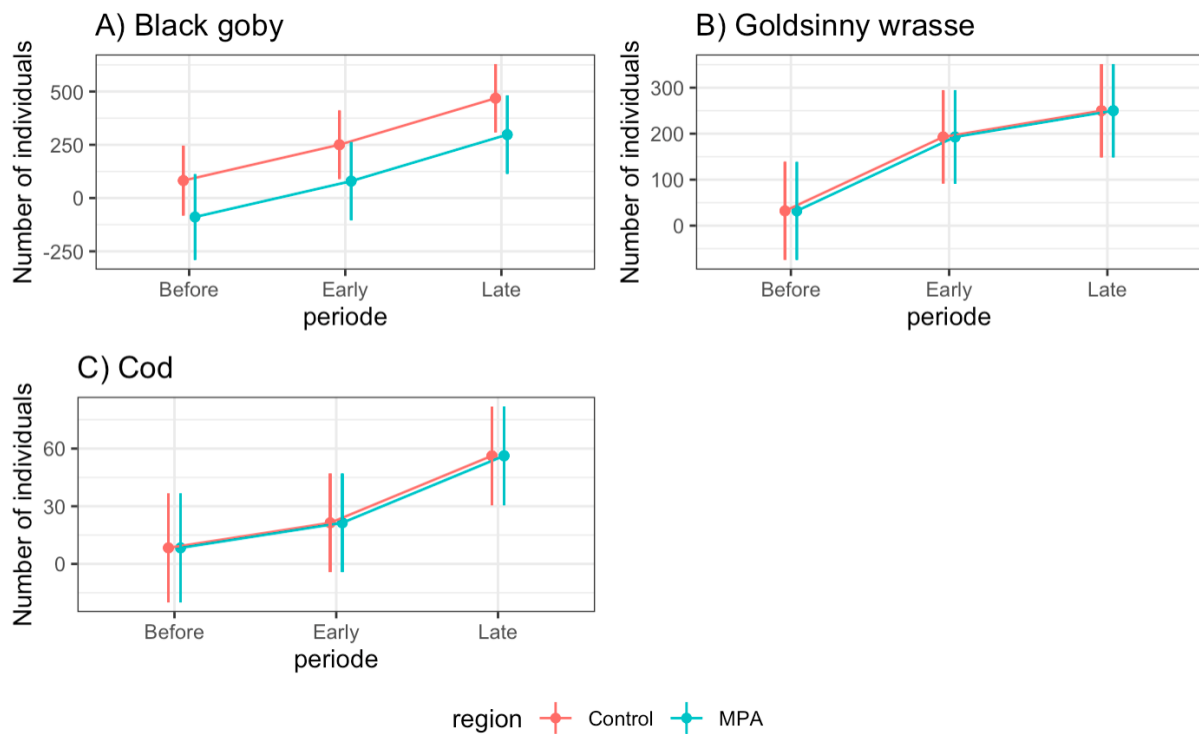 A) Black goby
Number of individuals
500
250
0
-250
Before Early Late
periode
B) Goldsinny wrasse
Number of individuals
300
200
100
0
Before Early Late
periode
C) Cod
Number of individuals
60
30
0
Before Early Late
periode
region Control MPA